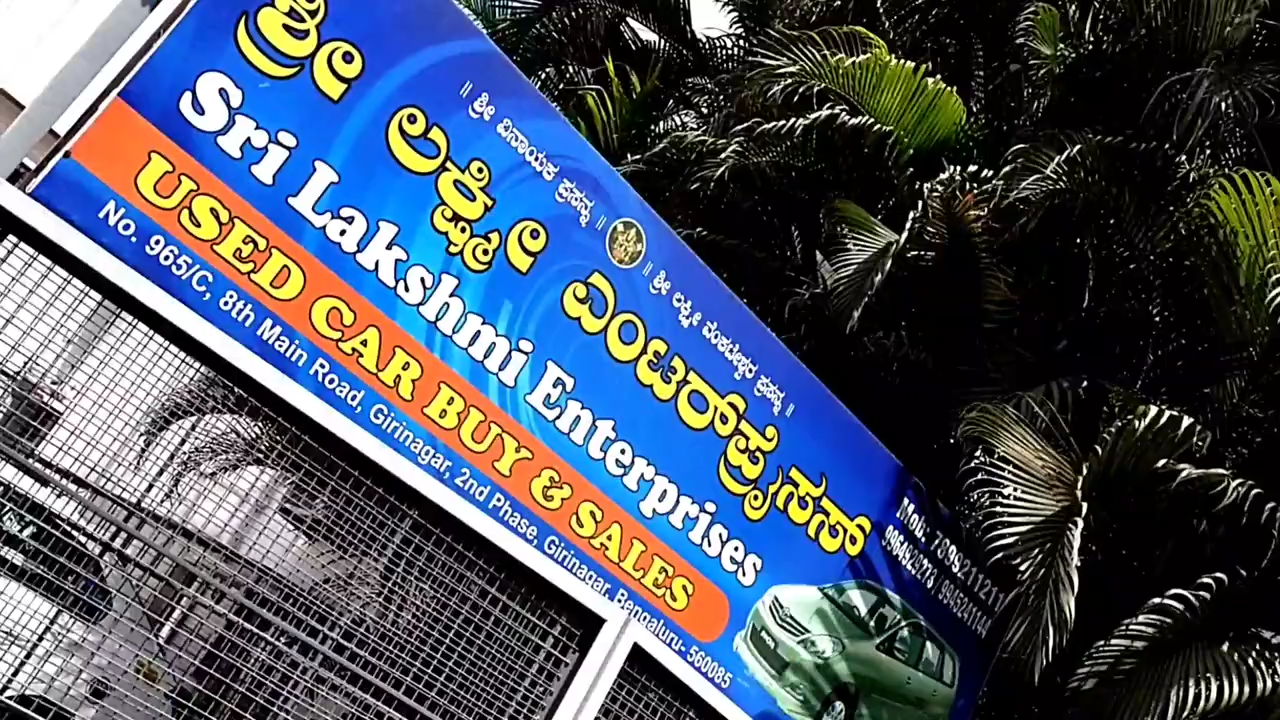 ॥ ಶ್ರೀ ವಿನಾಯಕ ಪ್ರಸನ್ನ ॥ ॥ ಶ್ರೀ ಲಕ್ಷ್ಮೀ ವೆಂಕಟೇಶ್ವರ ಪ್ರಸನ್ನ ॥
ಶ್ರೀ ಲಕ್ಷ್ಮೀ ಎಂಟರ್‌ಪ್ರೈಸಸ್
Sri Lakshmi Enterprises
USED CAR BUY & SALES
No. 965/C, 8th Main Road, Girinagar, 2nd Phase, Girinagar, Bengaluru- 560085
Mob.: